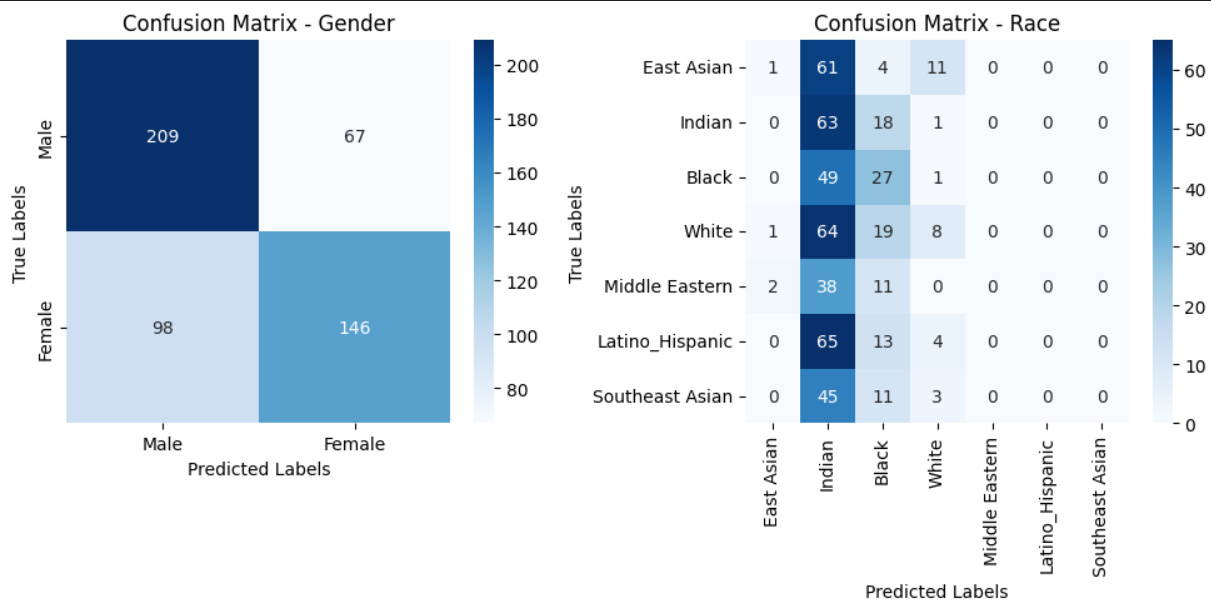 Confusion Matrix - Gender
True Labels
Male
Female
209 67
98 146
Male Female
Predicted Labels
200
180
160
140
120
100
80
Confusion Matrix - Race
True Labels
East Asian 1 61 4 11 0 0 0
Indian 0 63 18 1 0 0 0
Black 0 49 27 1 0 0 0
White 1 64 19 8 0 0 0
Middle Eastern 2 38 11 0 0 0 0
Latino_Hispanic 0 65 13 4 0 0 0
Southeast Asian 0 45 11 3 0 0 0
East Asian
Indian
Black
White
Middle Eastern
Latino_Hispanic
Southeast Asian
Predicted Labels
60
50
40
30
20
10
0